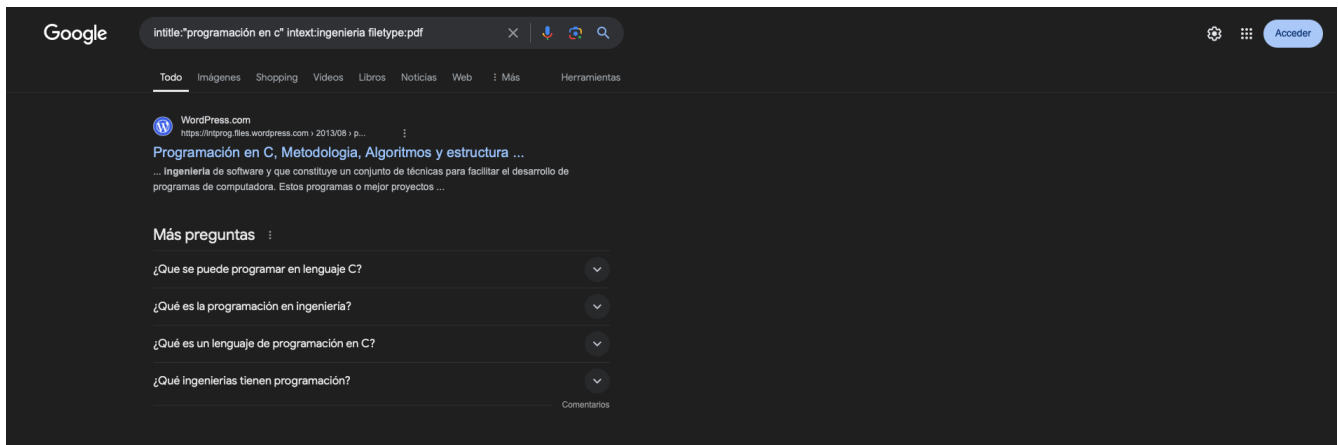 Google
intitle:"programación en c" intext:ingenieria filetype:pdf
Acceder
Todo Imágenes Shopping Videos Libros Noticias Web Más Herramientas
WordPress.com
https://intprog.files.wordpress.com › 2013/08 › p...
Programación en C, Metodologia, Algoritmos y estructura ...
... Ingenieria de software y que constituye un conjunto de técnicas para facilitar el desarrollo de
programas de computadora. Estos programas o mejor proyectos ...
Más preguntas
¿Que se puede programar en lenguaje C?
¿Qué es la programación en ingeniería?
¿Qué es un lenguaje de programación en C?
¿Qué ingenierias tienen programación?
Comentarios